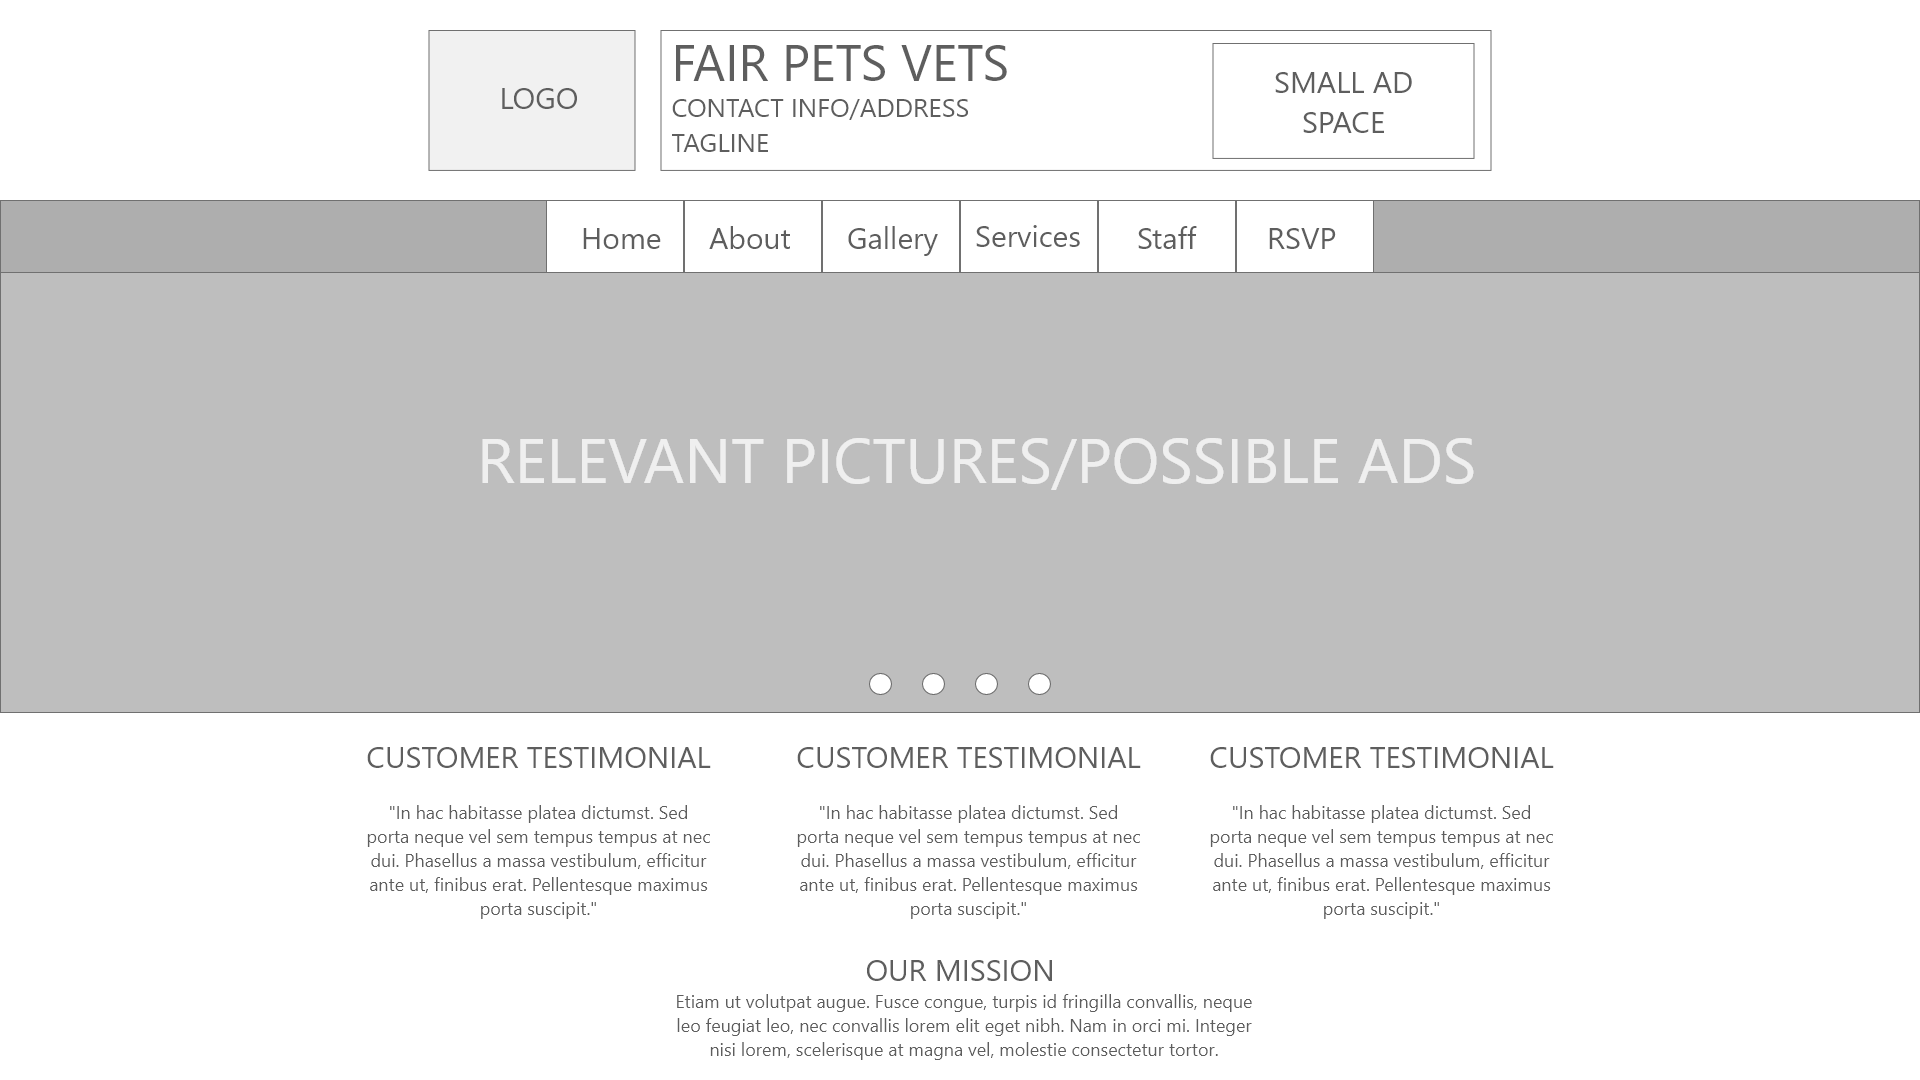 LOGO
FAIR PETS VETS
CONTACT INFO/ADDRESS
TAGLINE
SMALL AD
SPACE
Home
About
Gallery
Services
Staff
RSVP
RELEVANT PICTURES/POSSIBLE ADS
CUSTOMER TESTIMONIAL
"In hac habitasse platea dictumst. Sed
porta neque vel sem tempus tempus at nec
dui. Phasellus a massa vestibulum, efficitur
ante ut, finibus erat. Pellentesque maximus
porta suscipit."
CUSTOMER TESTIMONIAL
"In hac habitasse platea dictumst. Sed
porta neque vel sem tempus tempus at nec
dui. Phasellus a massa vestibulum, efficitur
ante ut, finibus erat. Pellentesque maximus
porta suscipit."
CUSTOMER TESTIMONIAL
"In hac habitasse platea dictumst. Sed
porta neque vel sem tempus tempus at nec
dui. Phasellus a massa vestibulum, efficitur
ante ut, finibus erat. Pellentesque maximus
porta suscipit."
OUR MISSION
Etiam ut volutpat augue. Fusce congue, turpis id fringilla convallis, neque
leo feugiat leo, nec convallis lorem elit eget nibh. Nam in orci mi. Integer
nisi lorem, scelerisque at magna vel, molestie consectetur tortor.